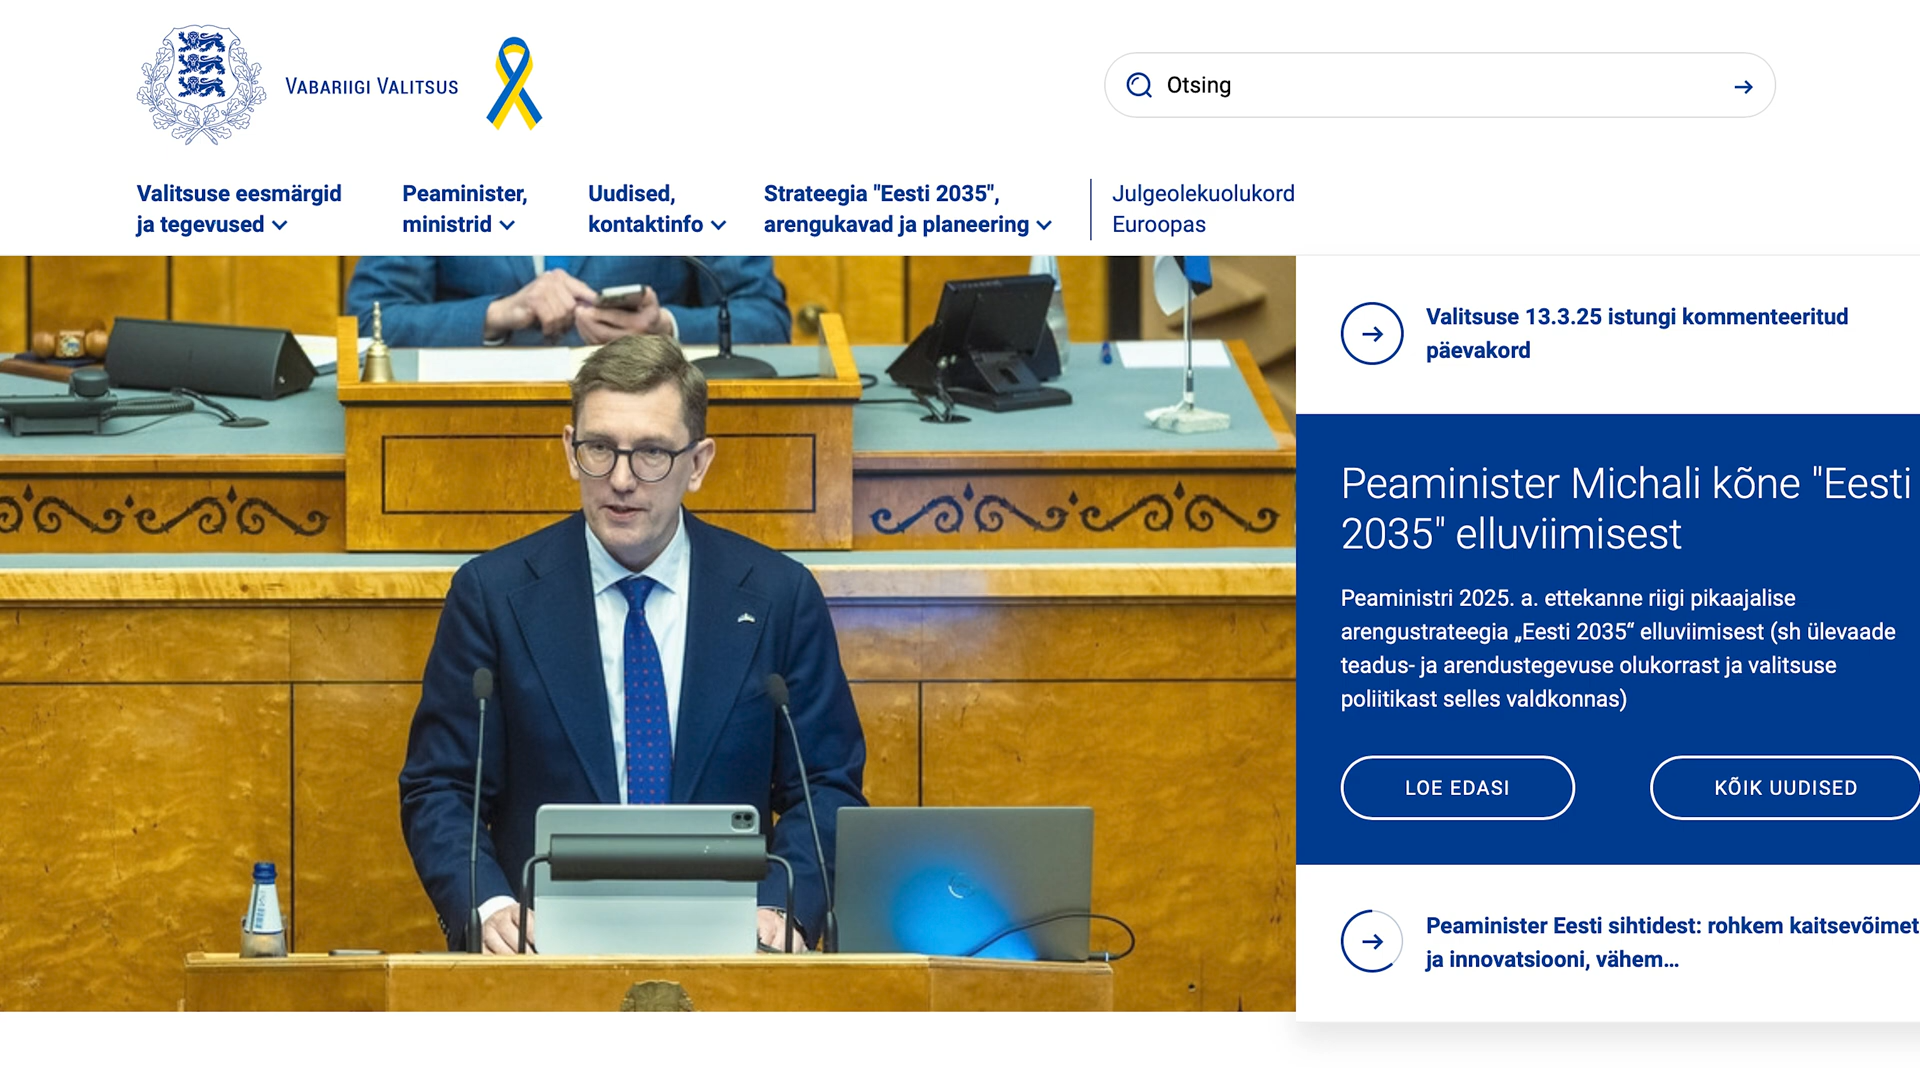 VABARIIGI VALITSUS
Otsing
Valitsuse eesmärgid
ja tegevused
Peaminister,
ministrid
Uudised,
kontaktinfo
Strateegia "Eesti 2035",
arengukavad ja planeering
Julgeolekuolukord
Euroopas
Valitsuse 13.3.25 istungi kommenteeritud
päevakord
Peaminister Michali kõne "Eesti
2035" elluviimisest
Peaministri 2025. a. ettekanne riigi pikaajalise
arengustrateegia „Eesti 2035“ elluviimisest (sh ülevaade
teadus- ja arendustegevuse olukorrast ja valitsuse
poliitikast selles valdkonnas)
LOE EDASI
KÕIK UUDISED
Peaminister Eesti sihtidest: rohkem kaitsevõimet
ja innovatsiooni, vähem...